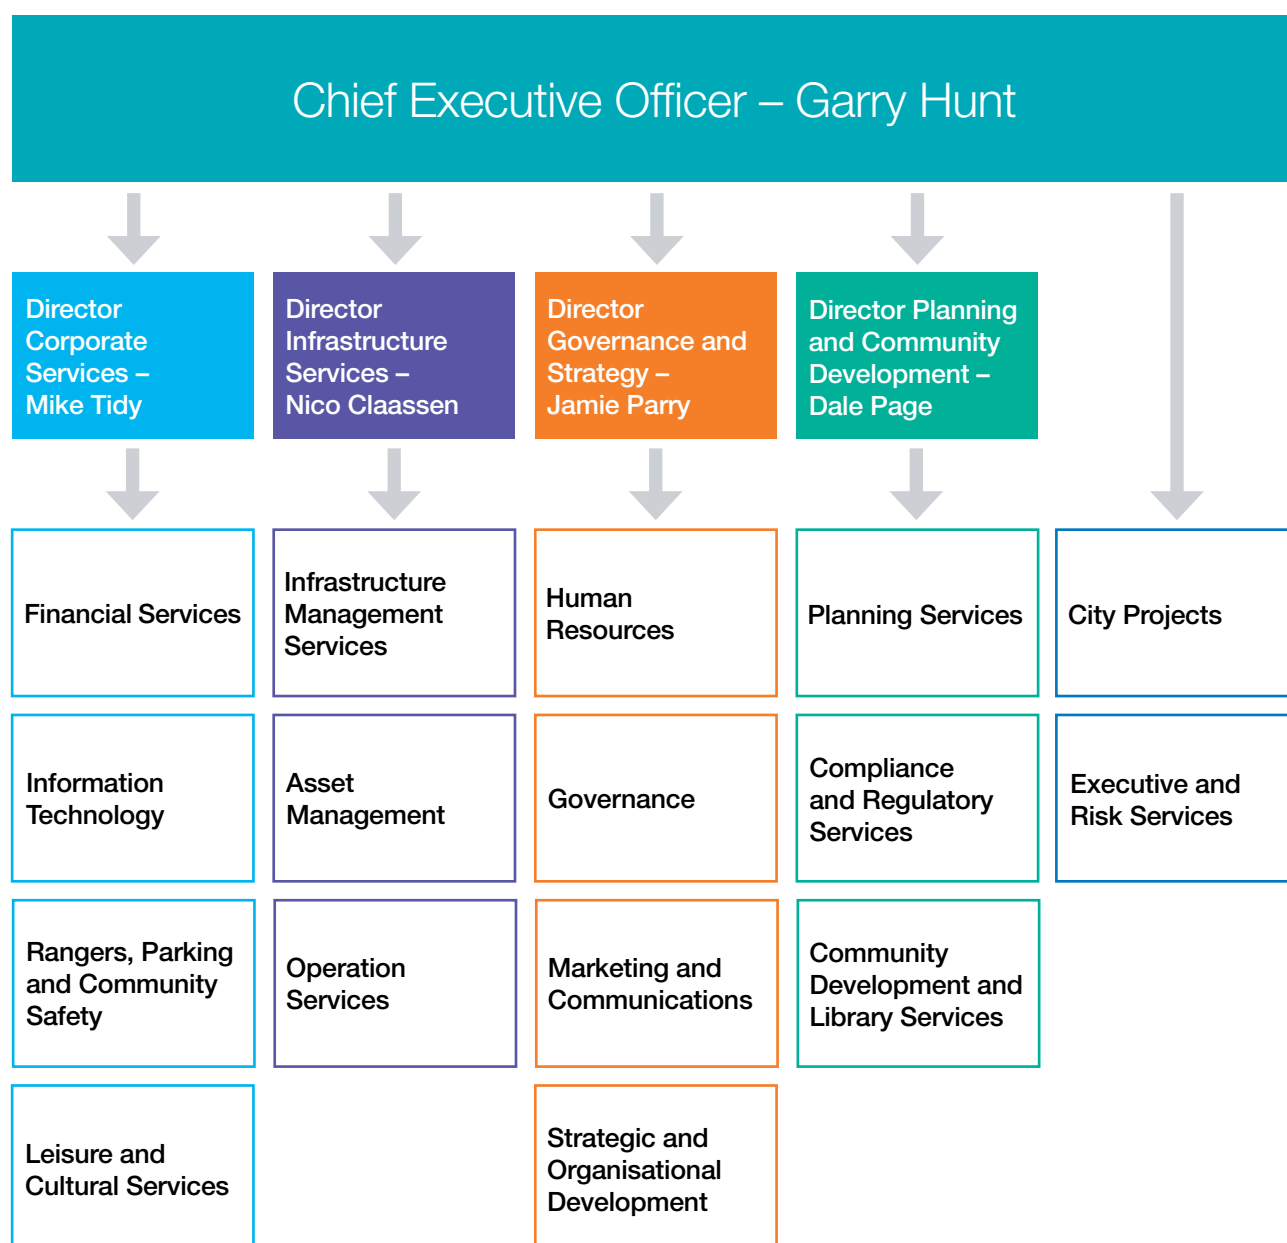 Chief Executive Officer – Garry Hunt
Director
Corporate
Services –
Mike Tidy
Director
Infrastructure
Services –
Nico Claassen
Director
Governance and
Strategy –
Jamie Parry
Director Planning
and Community
Development –
Dale Page
Financial Services
Infrastructure
Management
Services
Human
Resources
Planning Services
City Projects
Information
Technology
Asset
Management
Governance
Compliance
and Regulatory
Services
Executive and
Risk Services
Rangers, Parking
and Community
Safety
Operation
Services
Marketing and
Communications
Community
Development and
Library Services
Leisure and
Cultural Services
Strategic and
Organisational
Development